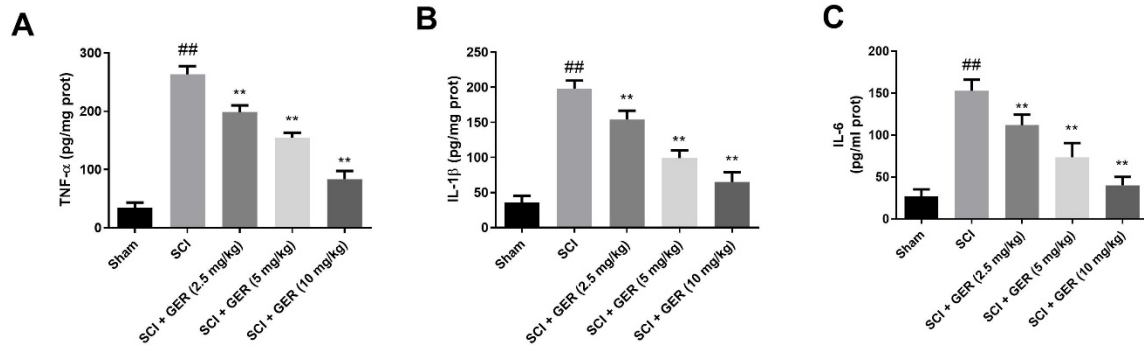 A
TNF-α (pg/mg prot)
300
200
100
0
##
**
**
**
Sham
SCI
SCI + GER (2.5 mg/kg)
SCI + GER (5 mg/kg)
SCI + GER (10 mg/kg)
B
IL-1β (pg/mg prot)
250
200
150
100
50
0
##
**
**
**
Sham
SCI
SCI + GER (2.5 mg/kg)
SCI + GER (5 mg/kg)
SCI + GER (10 mg/kg)
C
IL-6
(pg/ml prot)
200
150
100
50
0
##
**
**
**
Sham
SCI
SCI + GER (2.5 mg/kg)
SCI + GER (5 mg/kg)
SCI + GER (10 mg/kg)